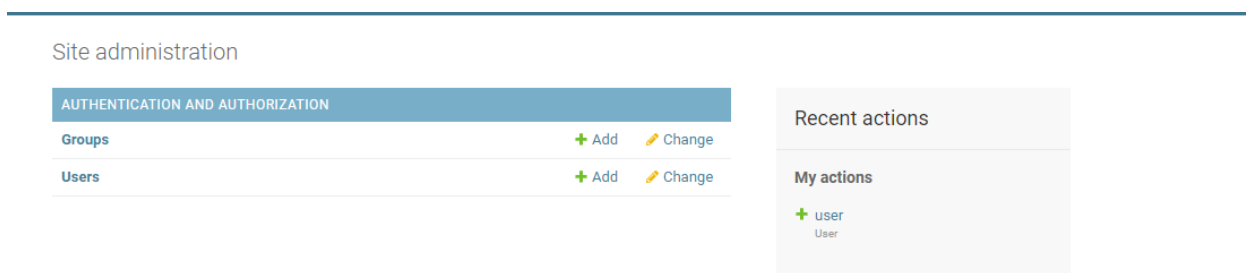 Site administration
AUTHENTICATION AND AUTHORIZATION
Groups Add Change
Users Add Change
Recent actions
My actions
user
User